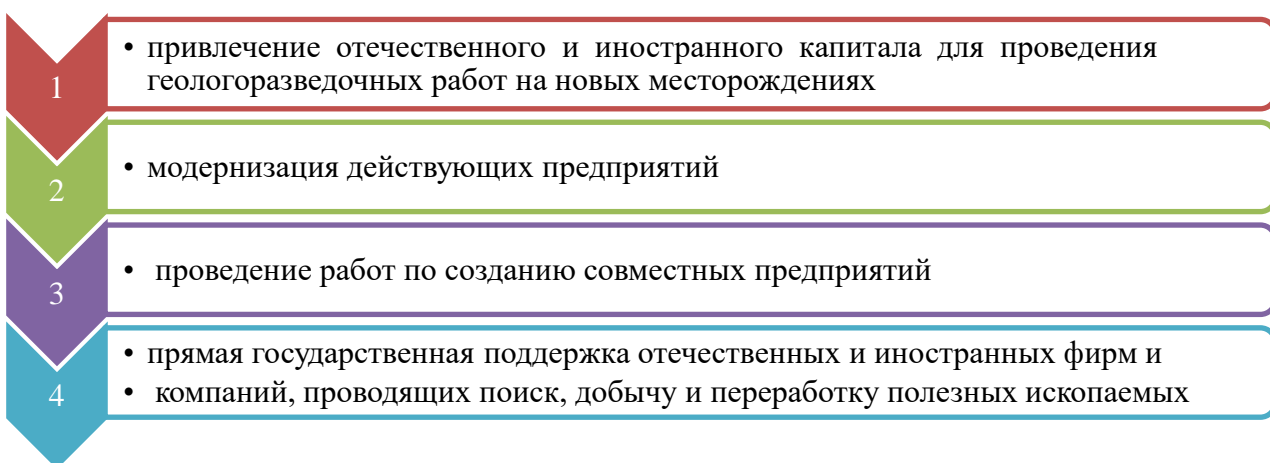 1
• привлечение отечественного и иностранного капитала для проведения
геологоразведочных работ на новых месторождениях
2
• модернизация действующих предприятий
3
• проведение работ по созданию совместных предприятий
4
• прямая государственная поддержка отечественных и иностранных фирм и
• компаний, проводящих поиск, добычу и переработку полезных ископаемых